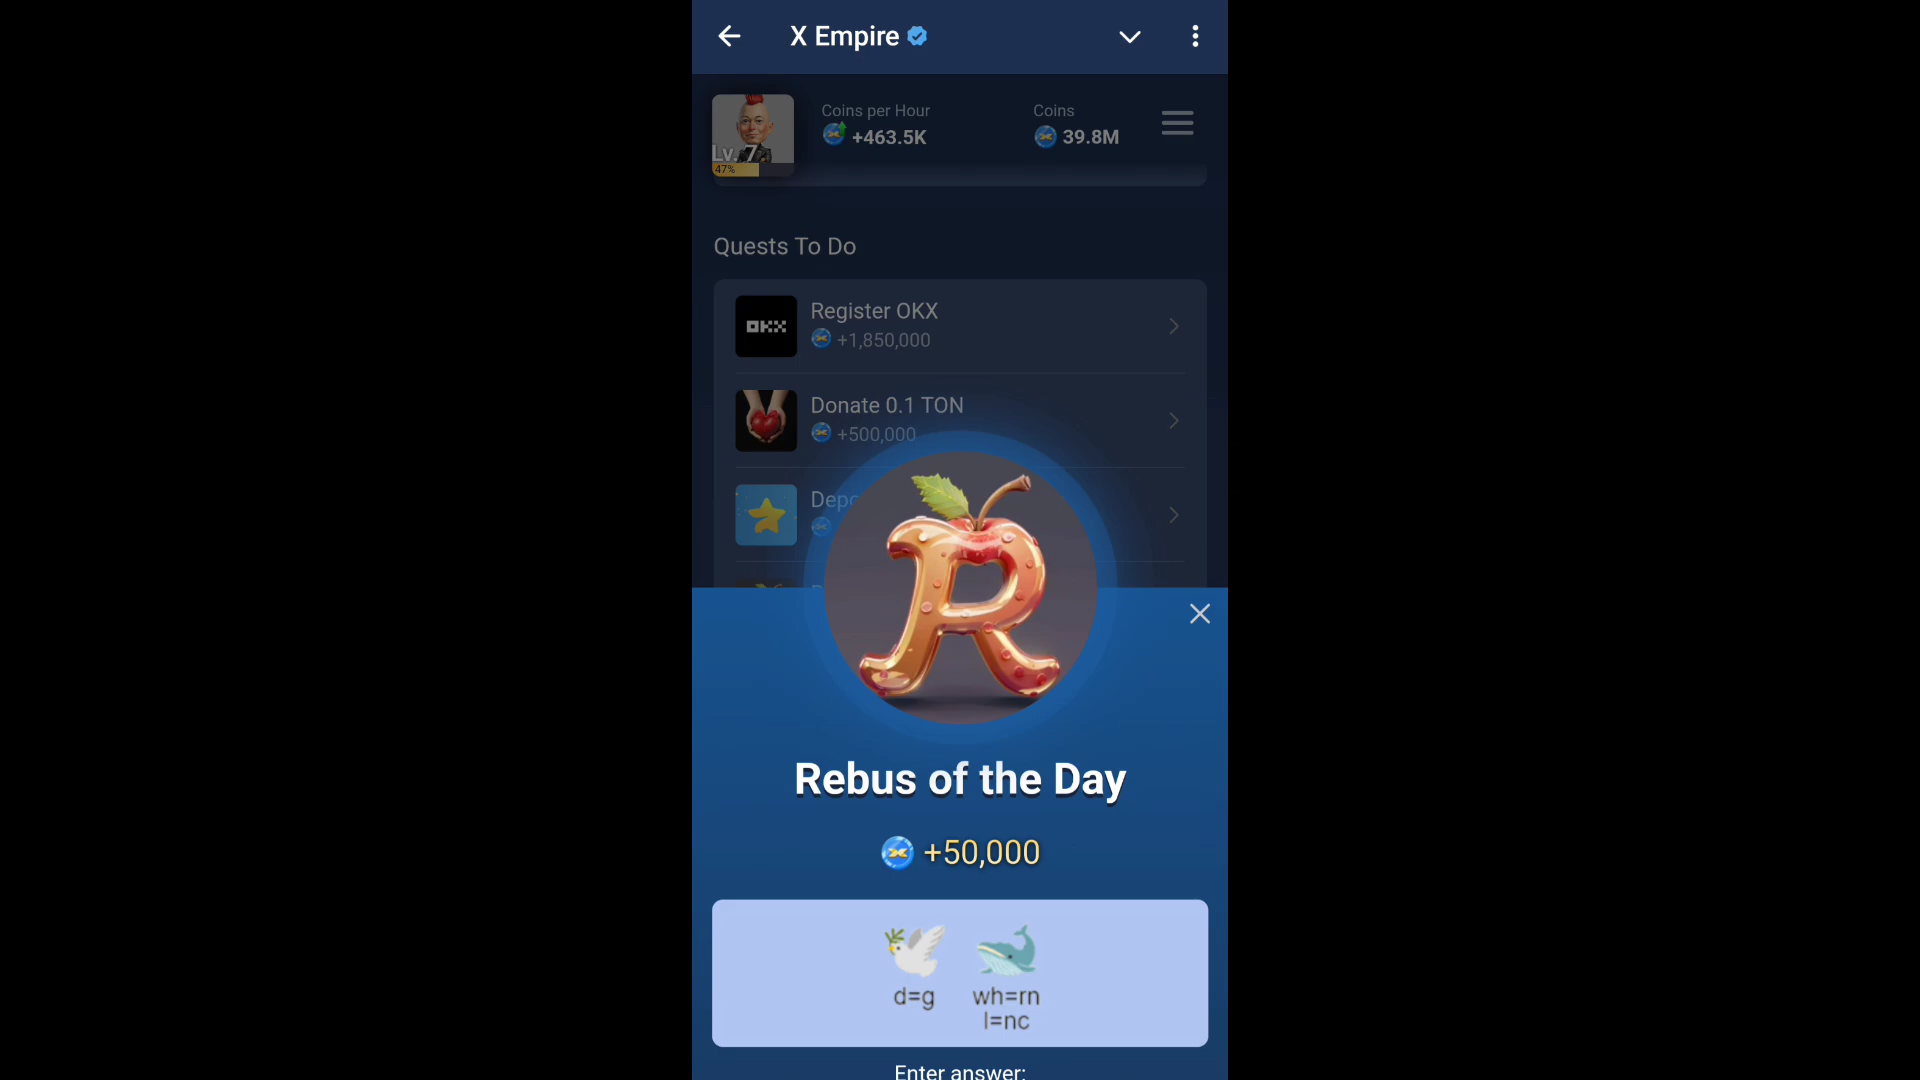 X Empire
Coins per Hour
+463.5K
Coins
39.8M
Lv. 7
47%
Quests To Do
OKX
Register OKX
+1,850,000
Donate 0.1 TON
+500,000
Rebus of the Day
+50,000
d=g
wh=rn
l=nc
Enter answer: